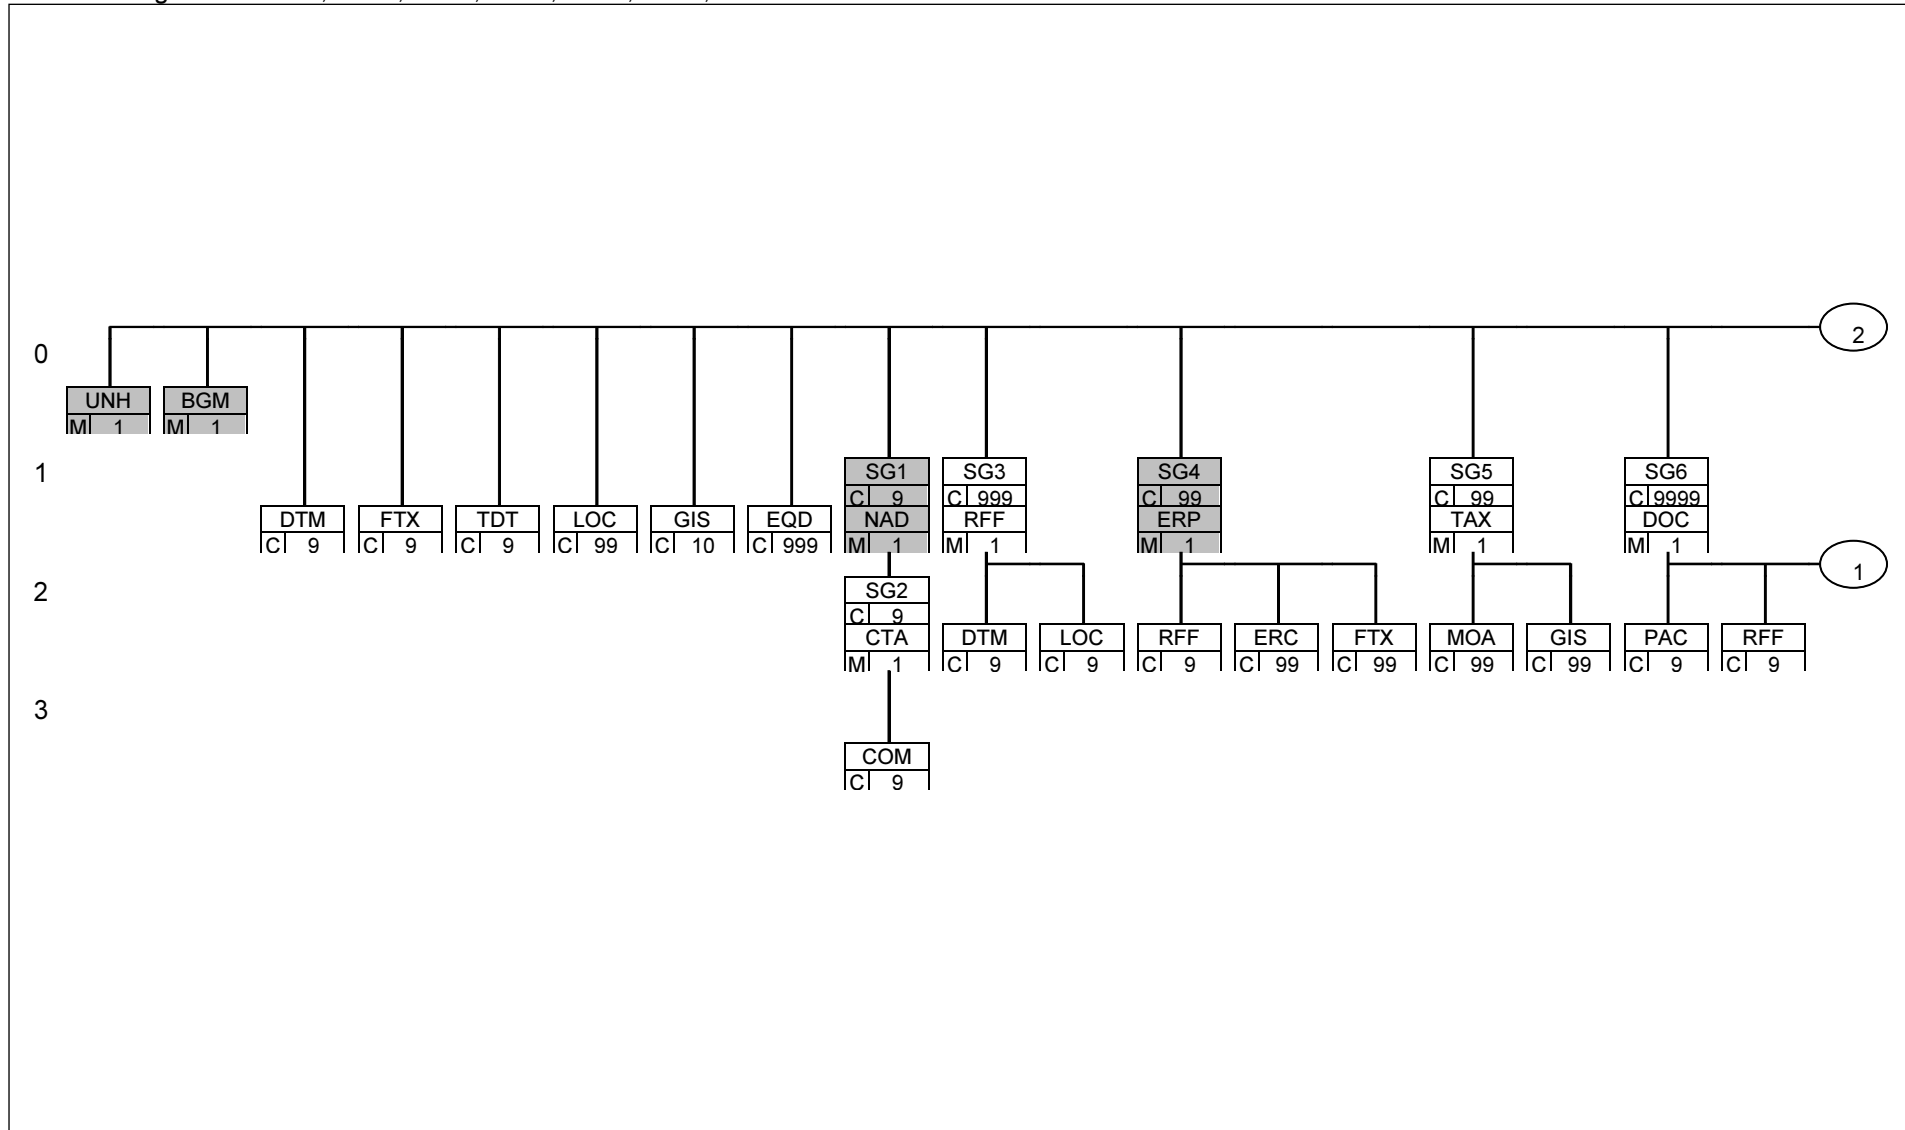 2
0
UNH BGM
M 1 M 1
1
SG1 SG3 SG4 SG5 SG6
C 9 C 999 C 99 C 99 C 9999
DTM FTX TDT LOC GIS EQD NAD RFF ERP TAX DOC
C 9 C 9 C 9 C 99 C 10 C 999 M 1 M 1 M 1 M 1 M 1
1
2
SG2
C 9
CTA DTM LOC RFF ERC FTX MOA GIS PAC RFF
M 1 C 9 C 9 C 9 C 99 C 99 C 99 C 99 C 9 C 9
3
COM
C 9